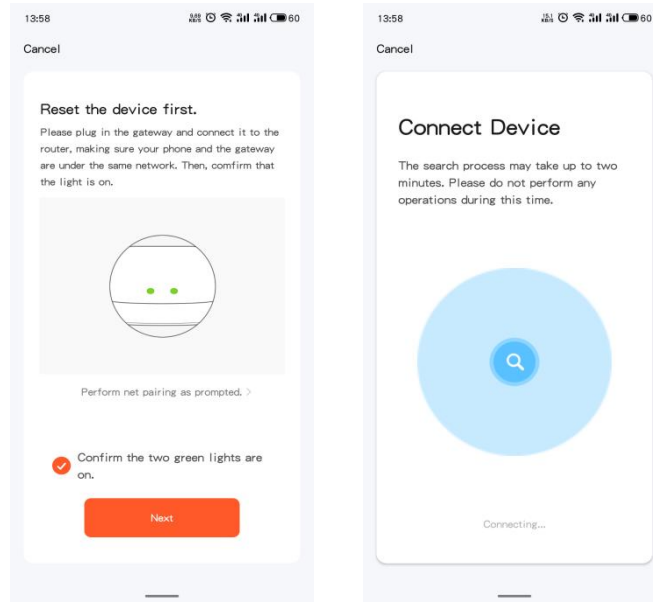 13:58
60
Cancel
Reset the device first.
Please plug in the gateway and connect it to the
router, making sure your phone and the gateway
are under the same network. Then, comfirm that
the light is on.
Perform net pairing as prompted. >
Confirm the two green lights are
on.
Next
13:58
60
Cancel
Connect Device
The search process may take up to two
minutes. Please do not perform any
operations during this time.
Connecting...